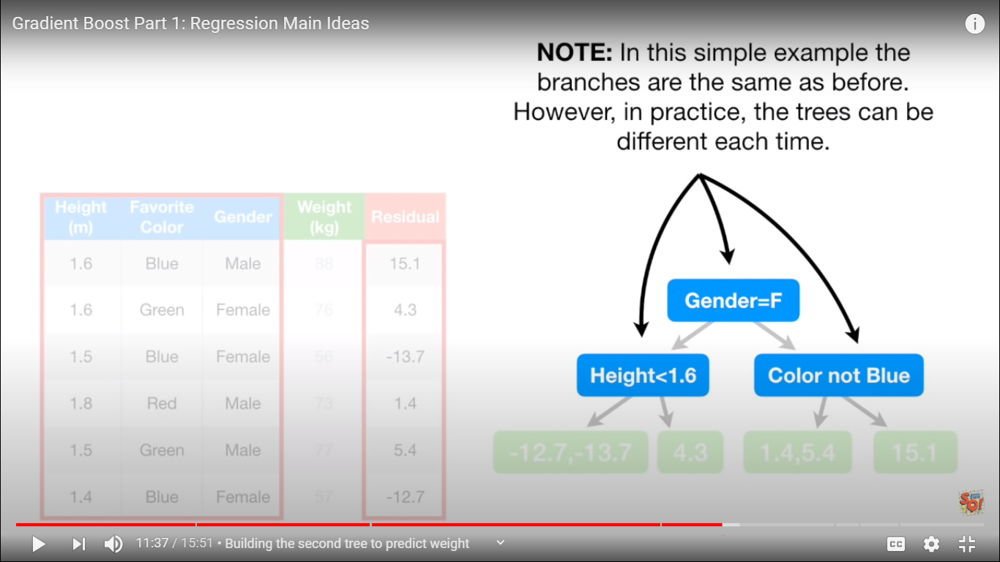 Gradient Boost Part 1: Regression Main Ideas
NOTE: In this simple example the
branches are the same as before.
However, in practice, the trees can be
different each time.
Height (m) Favorite Color Gender Weight (kg) Residual
1.6 Blue Male 88 15.1
1.6 Green Female 76 4.3
1.5 Blue Female 56 -13.7
1.8 Red Male 73 1.4
1.5 Green Male 77 5.4
1.4 Blue Female 57 -12.7
Gender=F
Height<1.6 Color not Blue
-12.7,-13.7 4.3 1.4,5.4 15.1
SQ!
11:37 / 15:51 • Building the second tree to predict weight
CC